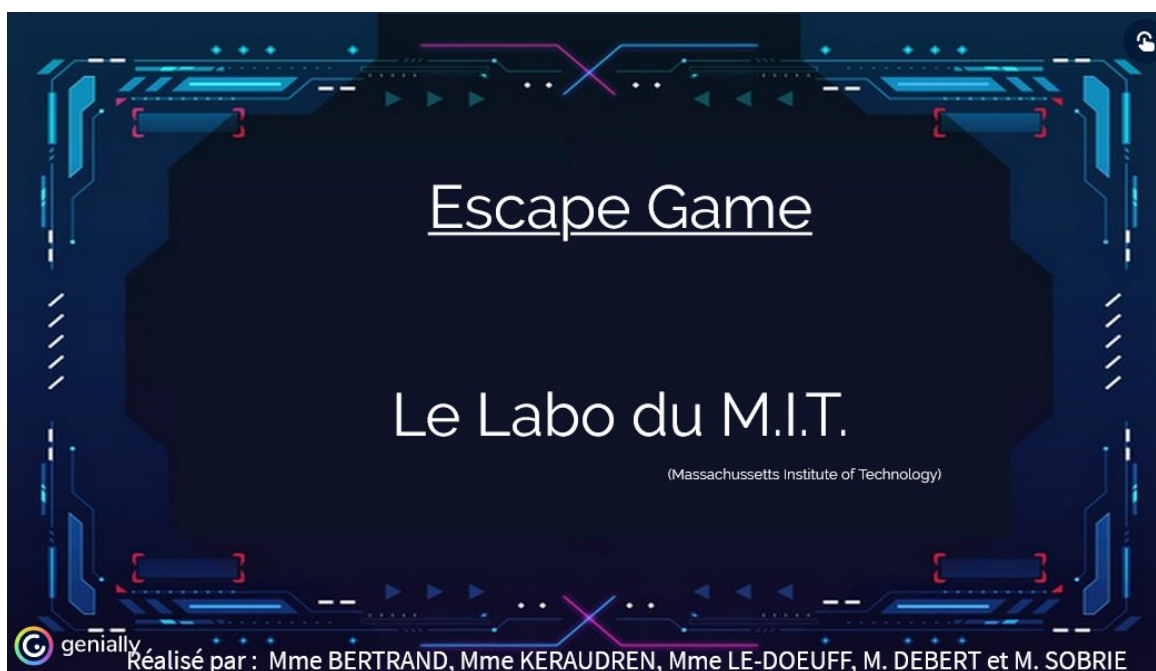 Escape Game
Le Labo du M.I.T.
(Massachussetts Institute of Technology)
genially
Réalisé par : Mme BERTRAND, Mme KERAUDREN, Mme LE-DOEUFF, M. DEBERT et M. SOBRIE